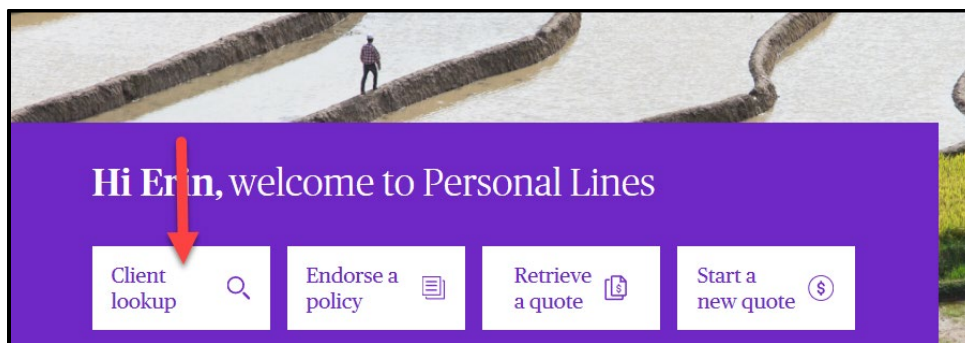 Hi Erin, welcome to Personal Lines
Client
lookup
Endorse a
policy
Retrieve
a quote
Start a
new quote